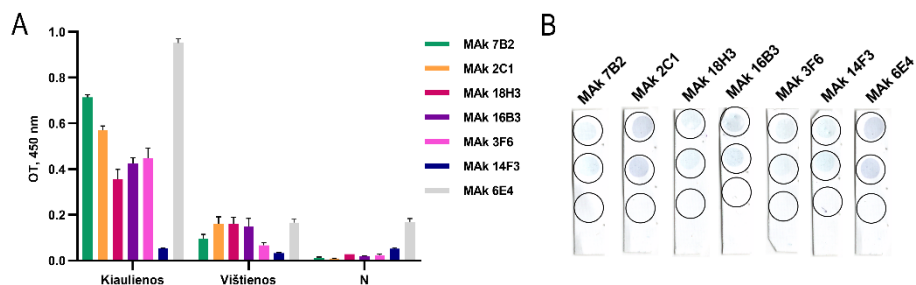 A
OT, 450 nm
1.0
0.8
0.6
0.4
0.2
0.0
Kiaulienos
Vištienos
N
MAk 7B2
MAk 2C1
MAk 18H3
MAk 16B3
MAk 3F6
MAk 14F3
MAk 6E4
B
MAk 7B2
MAk 2C1
MAk 18H3
MAk 16B3
MAk 3F6
MAk 14F3
MAk 6E4